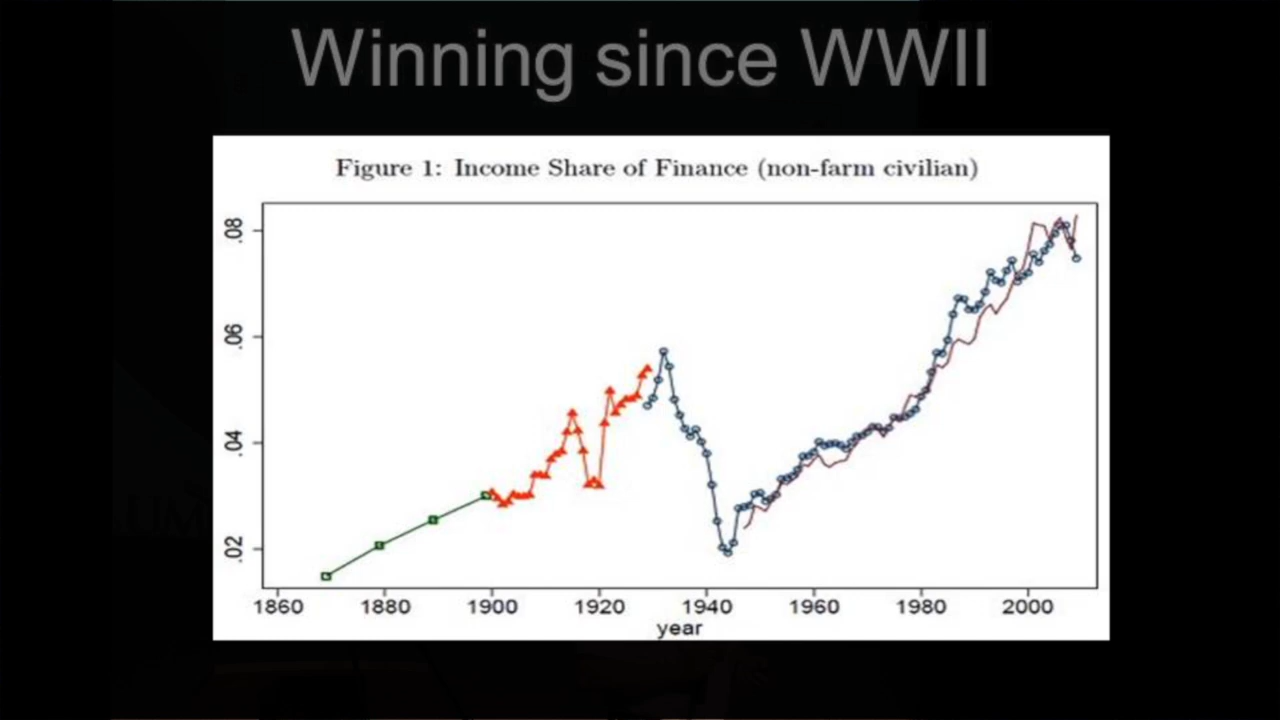 Winning since WWII
Figure 1: Income Share of Finance (non-farm civilian)
.08
.06
.04
.02
1860 1880 1900 1920 1940 1960 1980 2000
year